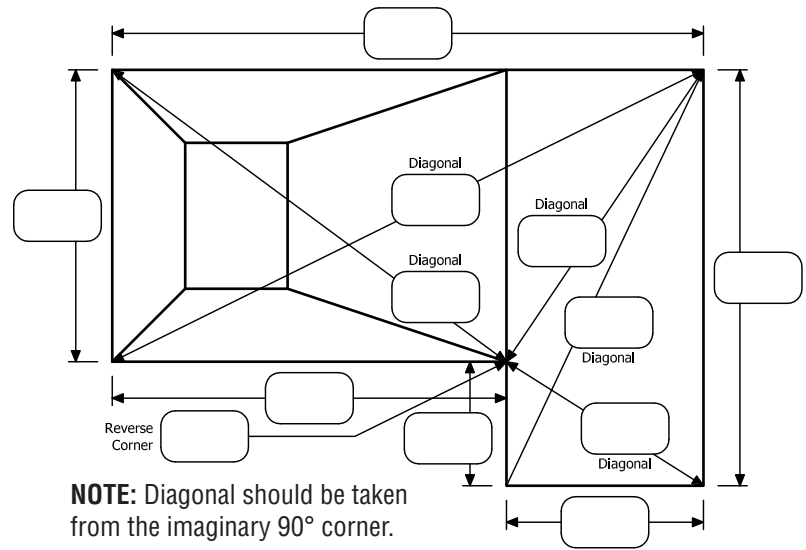 Diagonal
Diagonal
Diagonal
Diagonal
Reverse
Corner
Diagonal
NOTE: Diagonal should be taken
from the imaginary 90° corner.